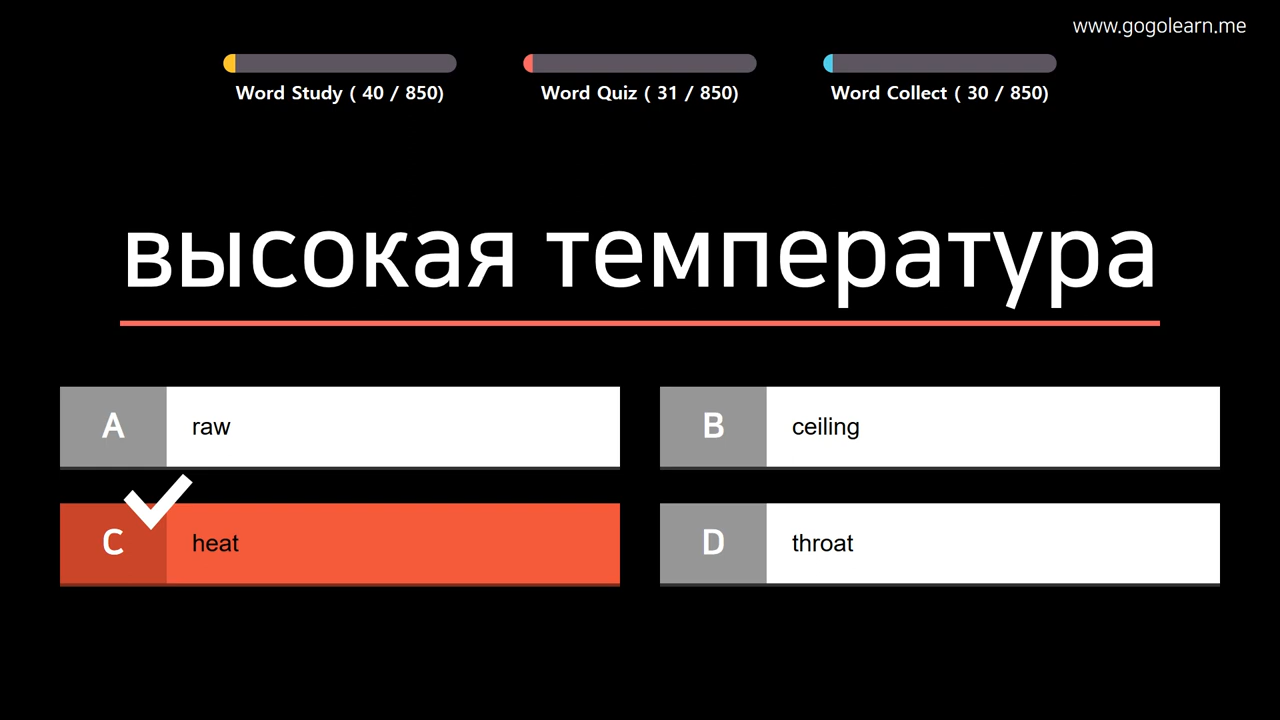 www.gogolearn.me
Word Study ( 40 / 850)
Word Quiz ( 31 / 850)
Word Collect ( 30 / 850)
высокая температура
A raw
B ceiling
C heat
D throat